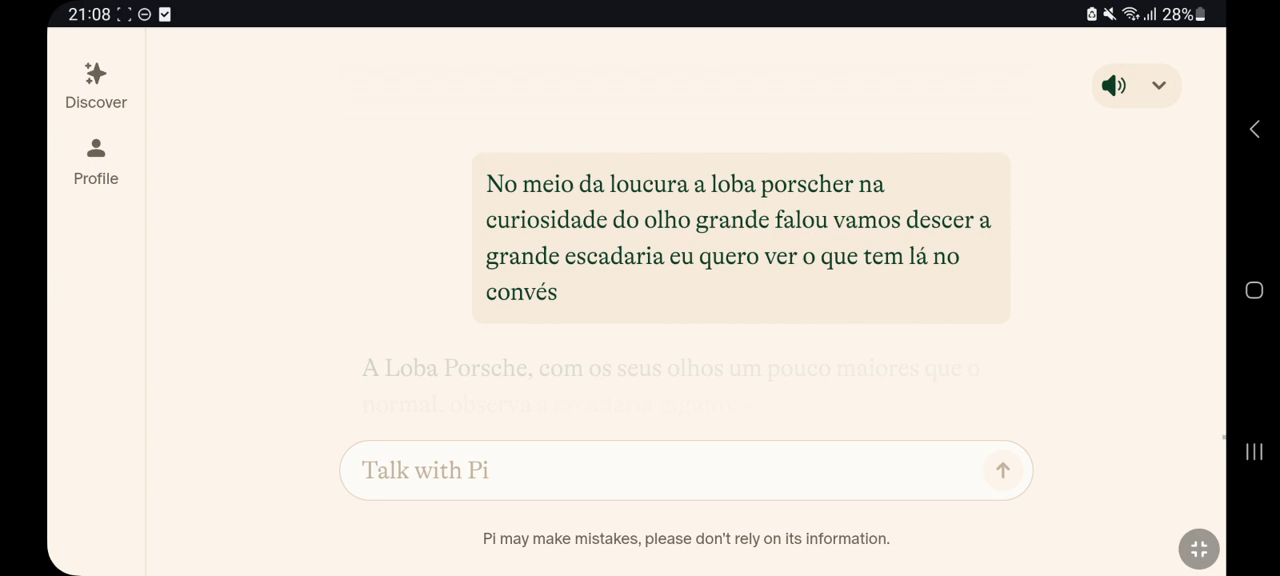 21:08
28%
Discover
Profile
No meio da loucura a loba porscher na
curiosidade do olho grande falou vamos descer a
grande escadaria eu quero ver o que tem lá no
convés
A Loba Porsche, com os seus olhos um pouco maiores que o
normal, observa a
Talk with Pi
Pi may make mistakes, please don't rely on its information.